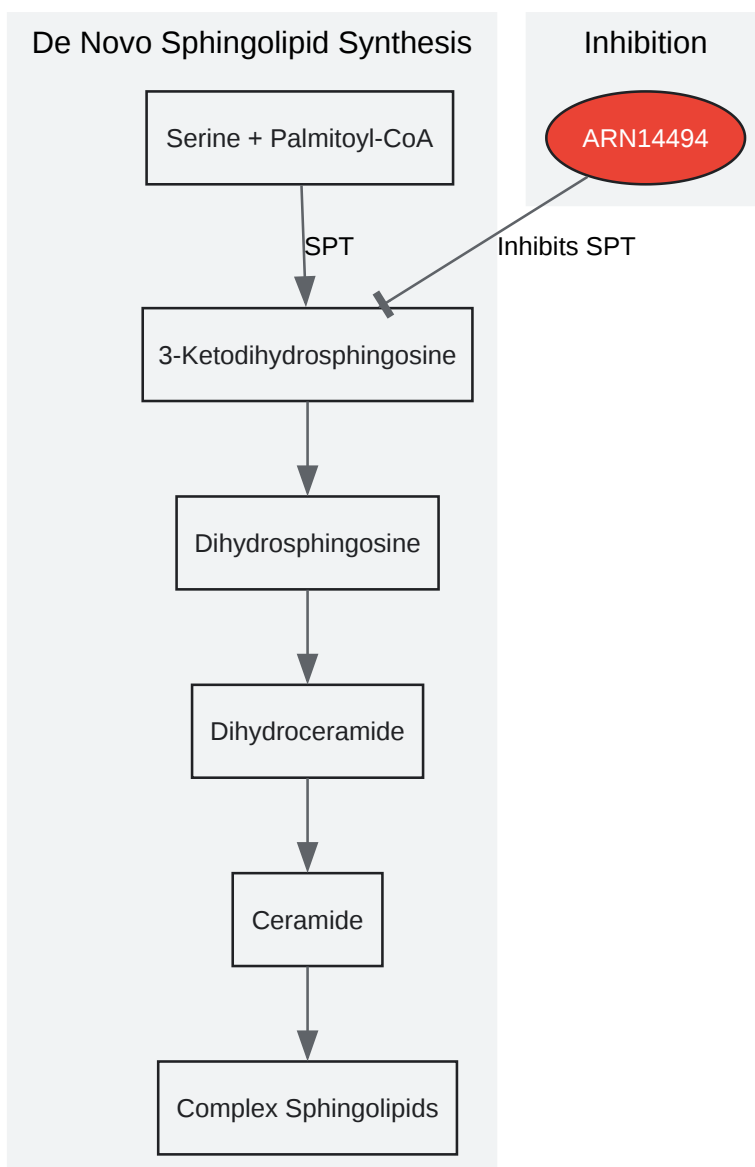 De Novo Sphingolipid Synthesis
Inhibition
Serine + Palmitoyl-CoA
ARN14494
SPT
Inhibits SPT
3-Ketodihydrosphingosine
Dihydrosphingosine
Dihydroceramide
Ceramide
Complex Sphingolipids